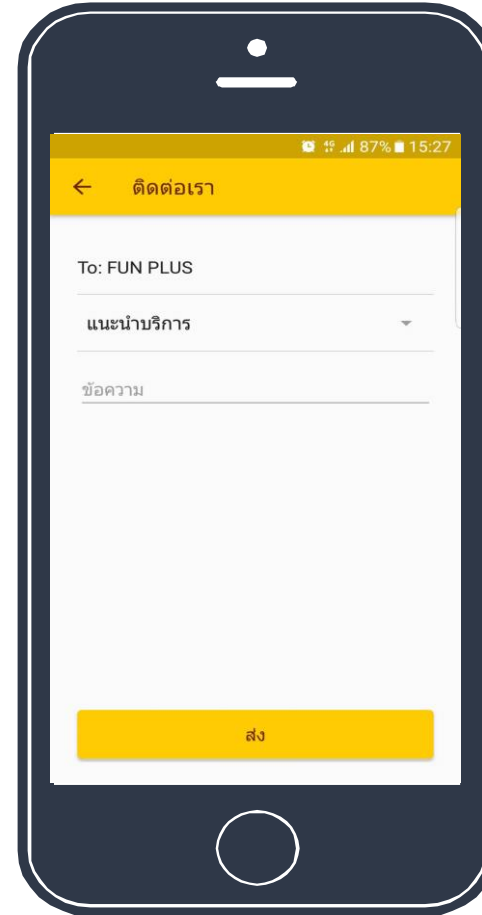 87% 15:27
ติดต่อเรา
To: FUN PLUS
แนะนำบริการ
ข้อความ
ส่ง